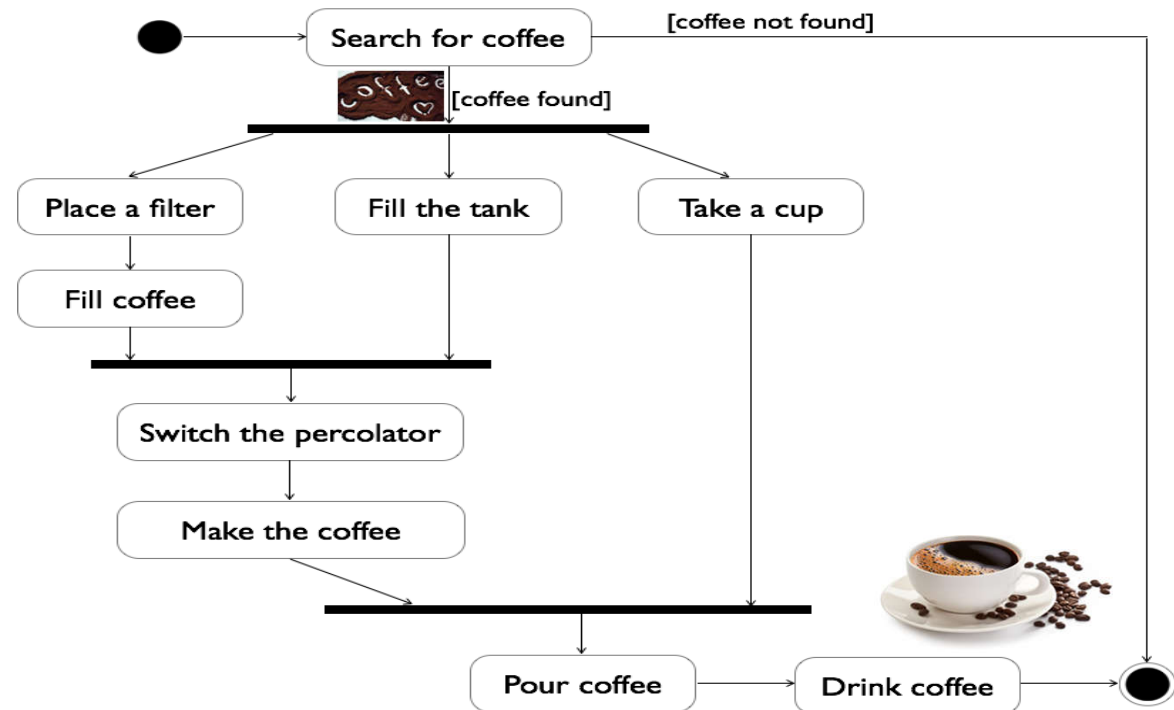 Search for coffee
[coffee not found]
coffee
[coffee found]
Place a filter
Fill the tank
Take a cup
Fill coffee
Switch the percolator
Make the coffee
Pour coffee
Drink coffee